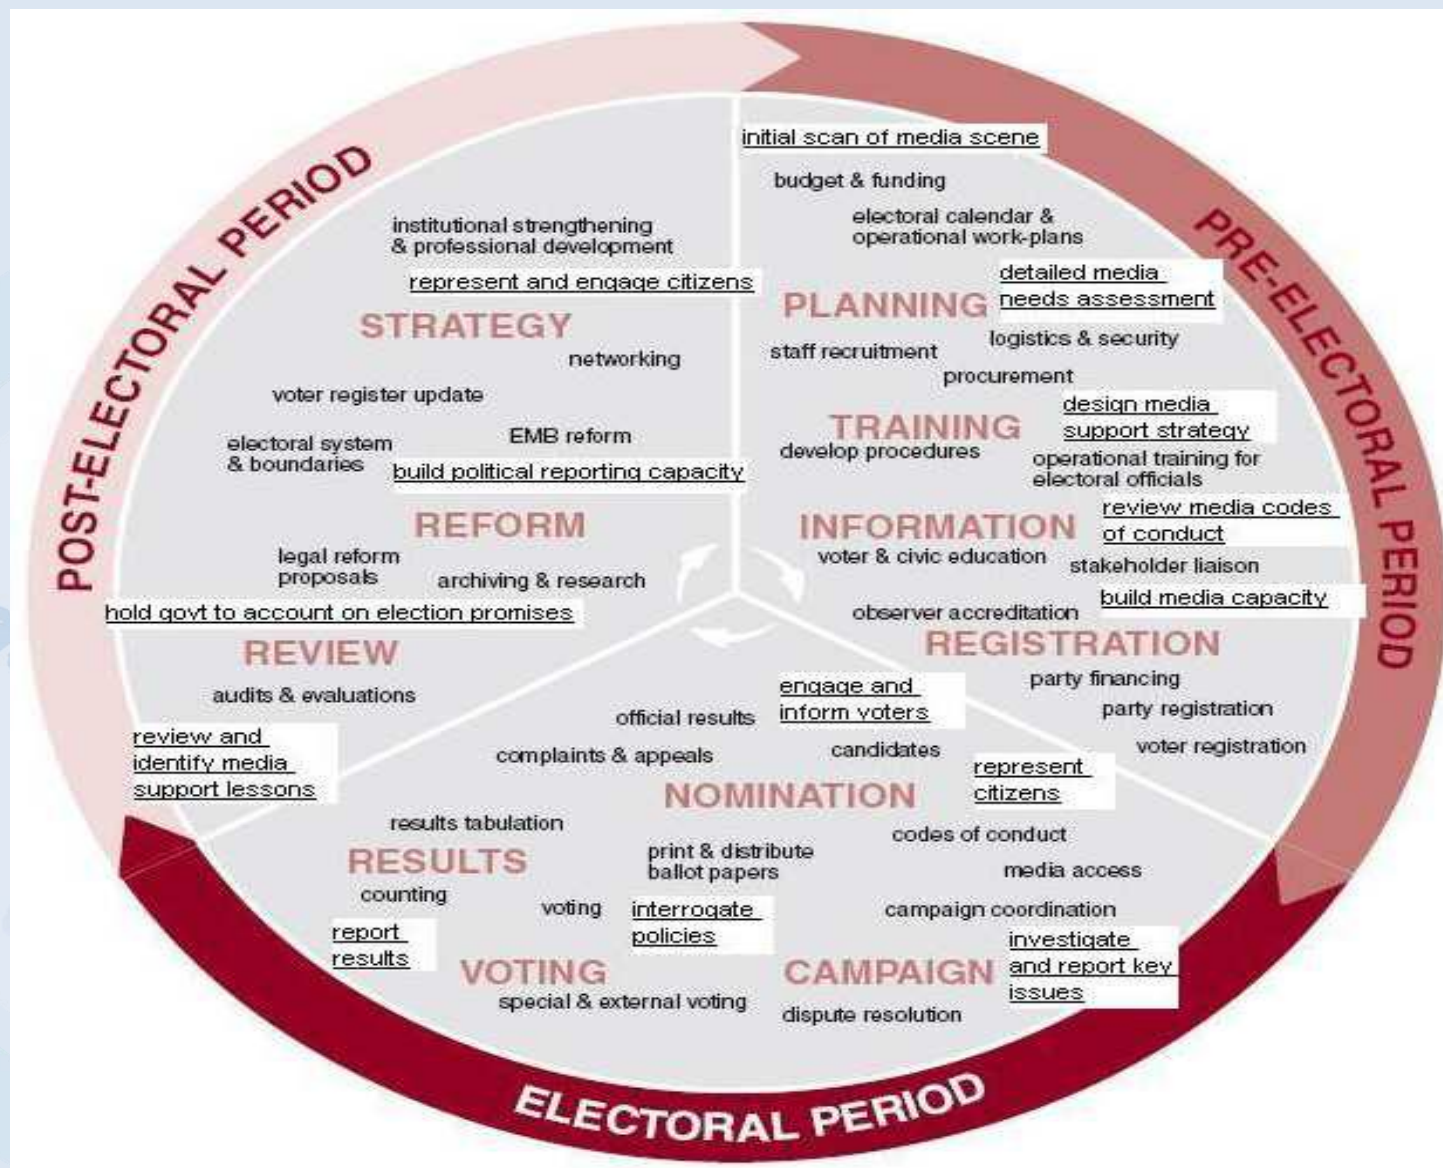 POST-ELECTORAL PERIOD
PRE-ELECTORAL PERIOD
ELECTORAL PERIOD
initial scan of media scene
budget & funding
electoral calendar &
operational work-plans
detailed media
needs assessment
PLANNING
logistics & security
staff recruitment
procurement
design media
support strategy
TRAINING
develop procedures
operational training for
electoral officials
review media codes
of conduct
INFORMATION
voter & civic education
stakeholder liaison
build media capacity
observer accreditation
REGISTRATION
party financing
party registration
voter registration
engage and
inform voters
official results
candidates
complaints & appeals
represent
citizens
NOMINATION
results tabulation
codes of conduct
print & distribute
ballot papers
RESULTS
media access
counting
voting
interrogate
policies
campaign coordination
report
results
investigate
and report key
issues
VOTING
CAMPAIGN
special & external voting
dispute resolution
institutional strengthening
& professional development
represent and engage citizens
STRATEGY
networking
voter register update
EMB reform
electoral system
& boundaries
build political reporting capacity
REFORM
legal reform
proposals
archiving & research
hold govt to account on election promises
REVIEW
audits & evaluations
review and
identify media
support lessons